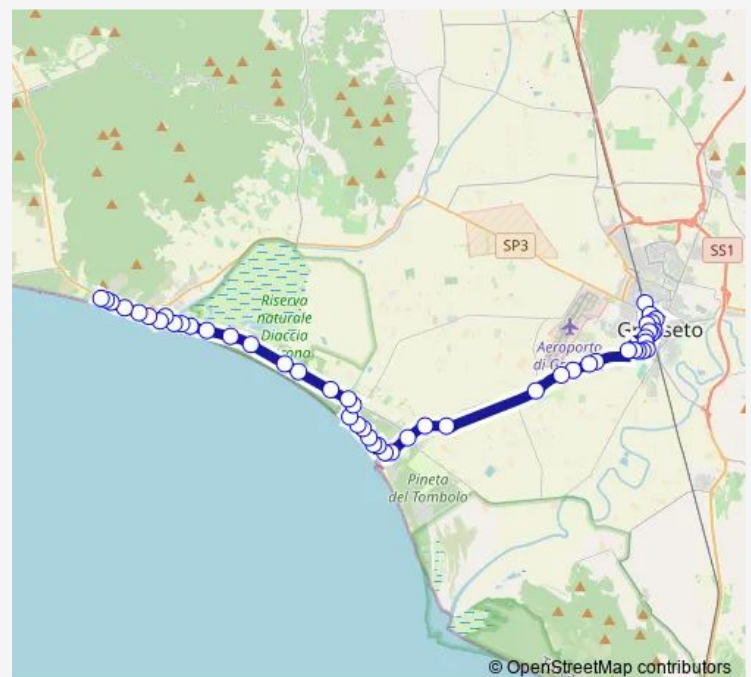 SP3
SS1
Riserva
naturale
Diaccia
Aeroporto
Pineta
del Tombolo
© OpenStreetMap contributors